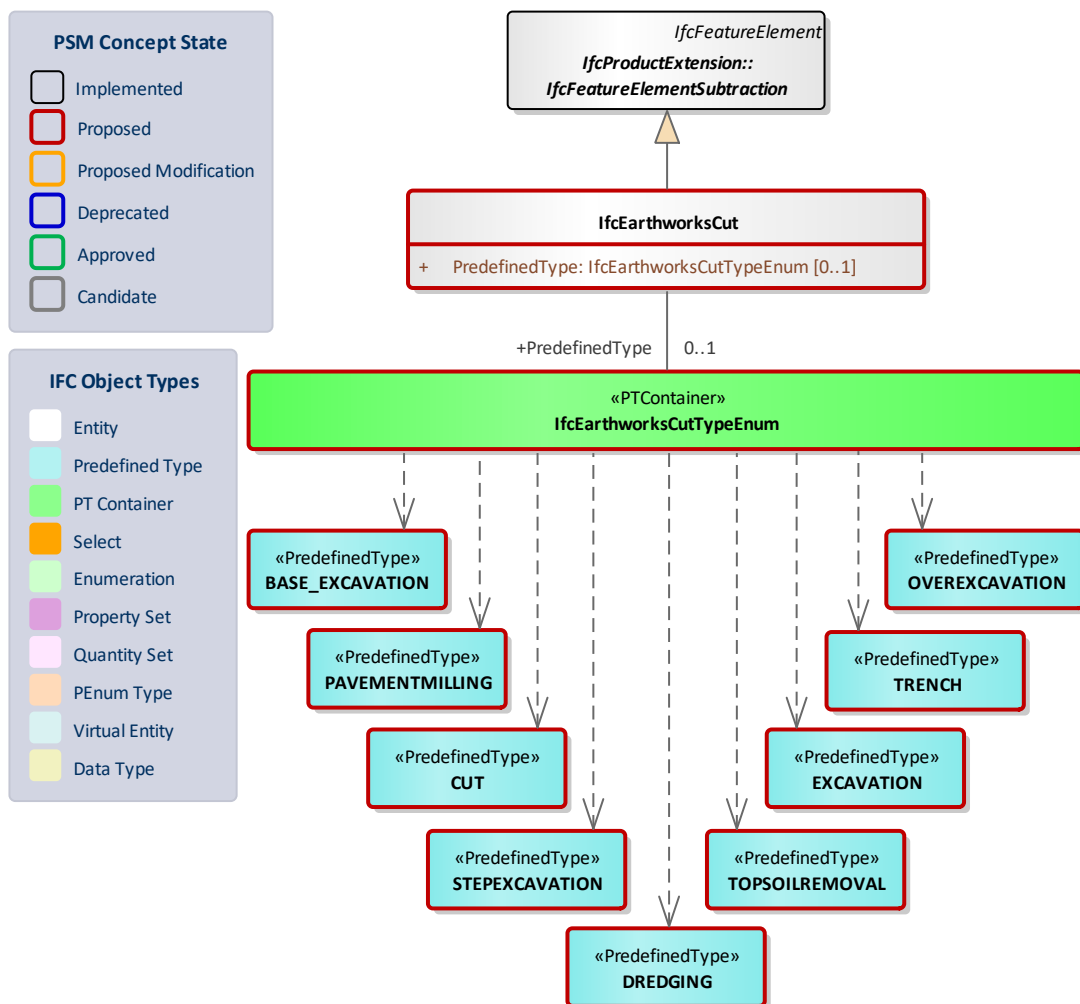 PSM Concept State
Implemented
Proposed
Proposed Modification
Deprecated
Approved
Candidate
IFC Object Types
Entity
Predefined Type
PT Container
Select
Enumeration
Property Set
Quantity Set
PEnum Type
Virtual Entity
Data Type
IfcFeatureElement
IfcProductExtension::
IfcFeatureElementSubtraction
IfcEarthworksCut
+ PredefinedType: IfcEarthworksCutTypeEnum [0..1]
+PredefinedType 0..1
«PTContainer»
IfcEarthworksCutTypeEnum
«PredefinedType»
BASE_EXCAVATION
«PredefinedType»
OVEREXCAVATION
«PredefinedType»
PAVEMENTMILLING
«PredefinedType»
TRENCH
«PredefinedType»
CUT
«PredefinedType»
EXCAVATION
«PredefinedType»
STEPEXCAVATION
«PredefinedType»
TOPSOILREMOVAL
«PredefinedType»
DREDGING